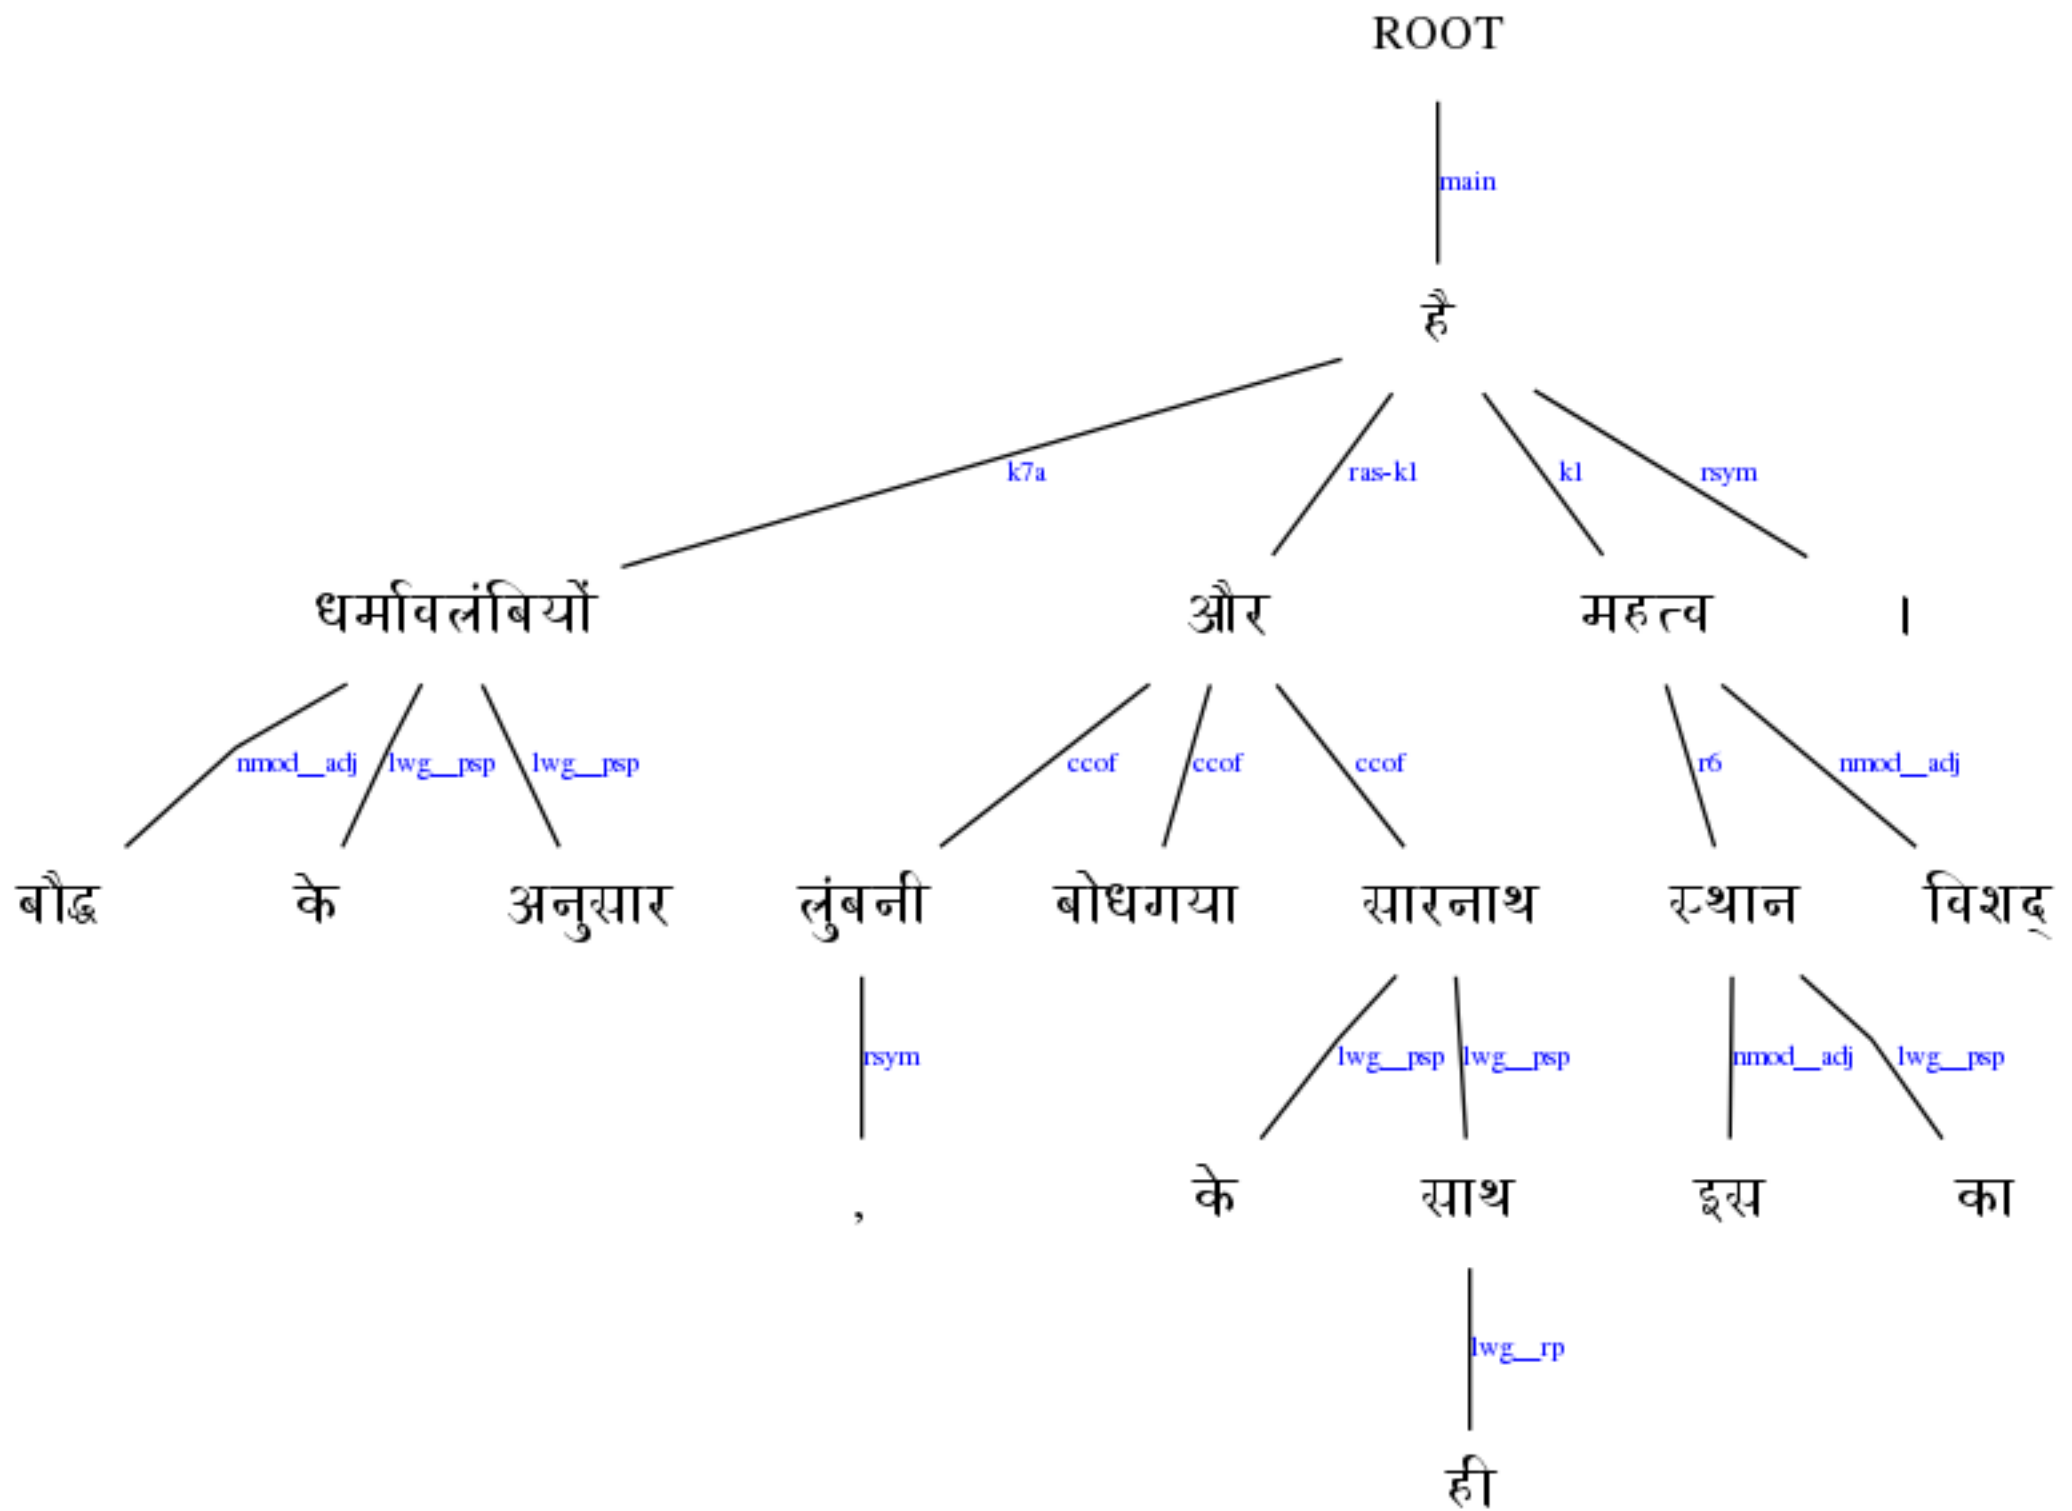 ROOT
main
है
k7a ras-k1 k1 rsym
धर्मावलंबियों और महत्व ।
nmod__adj lwg__psp lwg__psp ccof ccof ccof r6 nmod__adj
बौद्ध के अनुसार लुंबनी बोधगया सारनाथ स्थान विशद्
rsym lwg__psp lwg__psp nmod__adj lwg__psp
, के साथ इस का
lwg__rp
ही